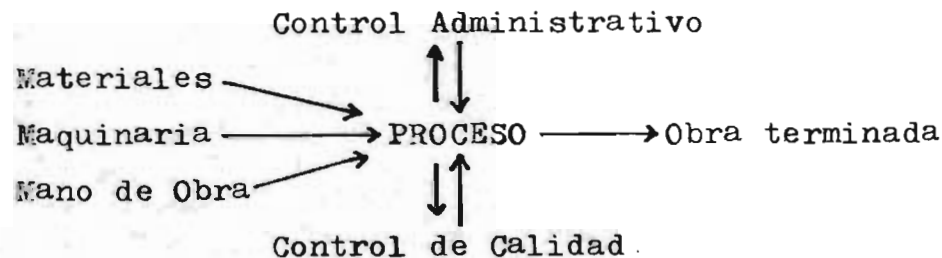 Control Administrativo
Materiales
Maquinaria PROCESO Obra terminada
Mano de Obra
Control de Calidad